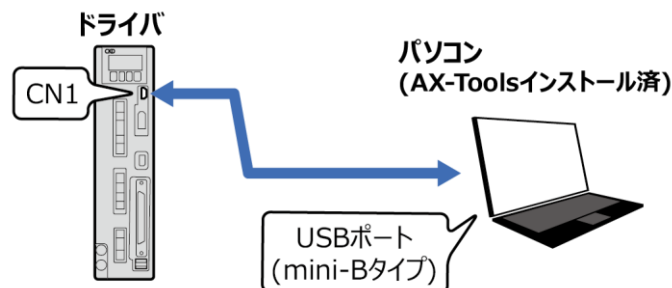 ドライバ
CKD
CN1
パソコン
(AX-Toolsインストール済)
USBポート
(mini-Bタイプ)